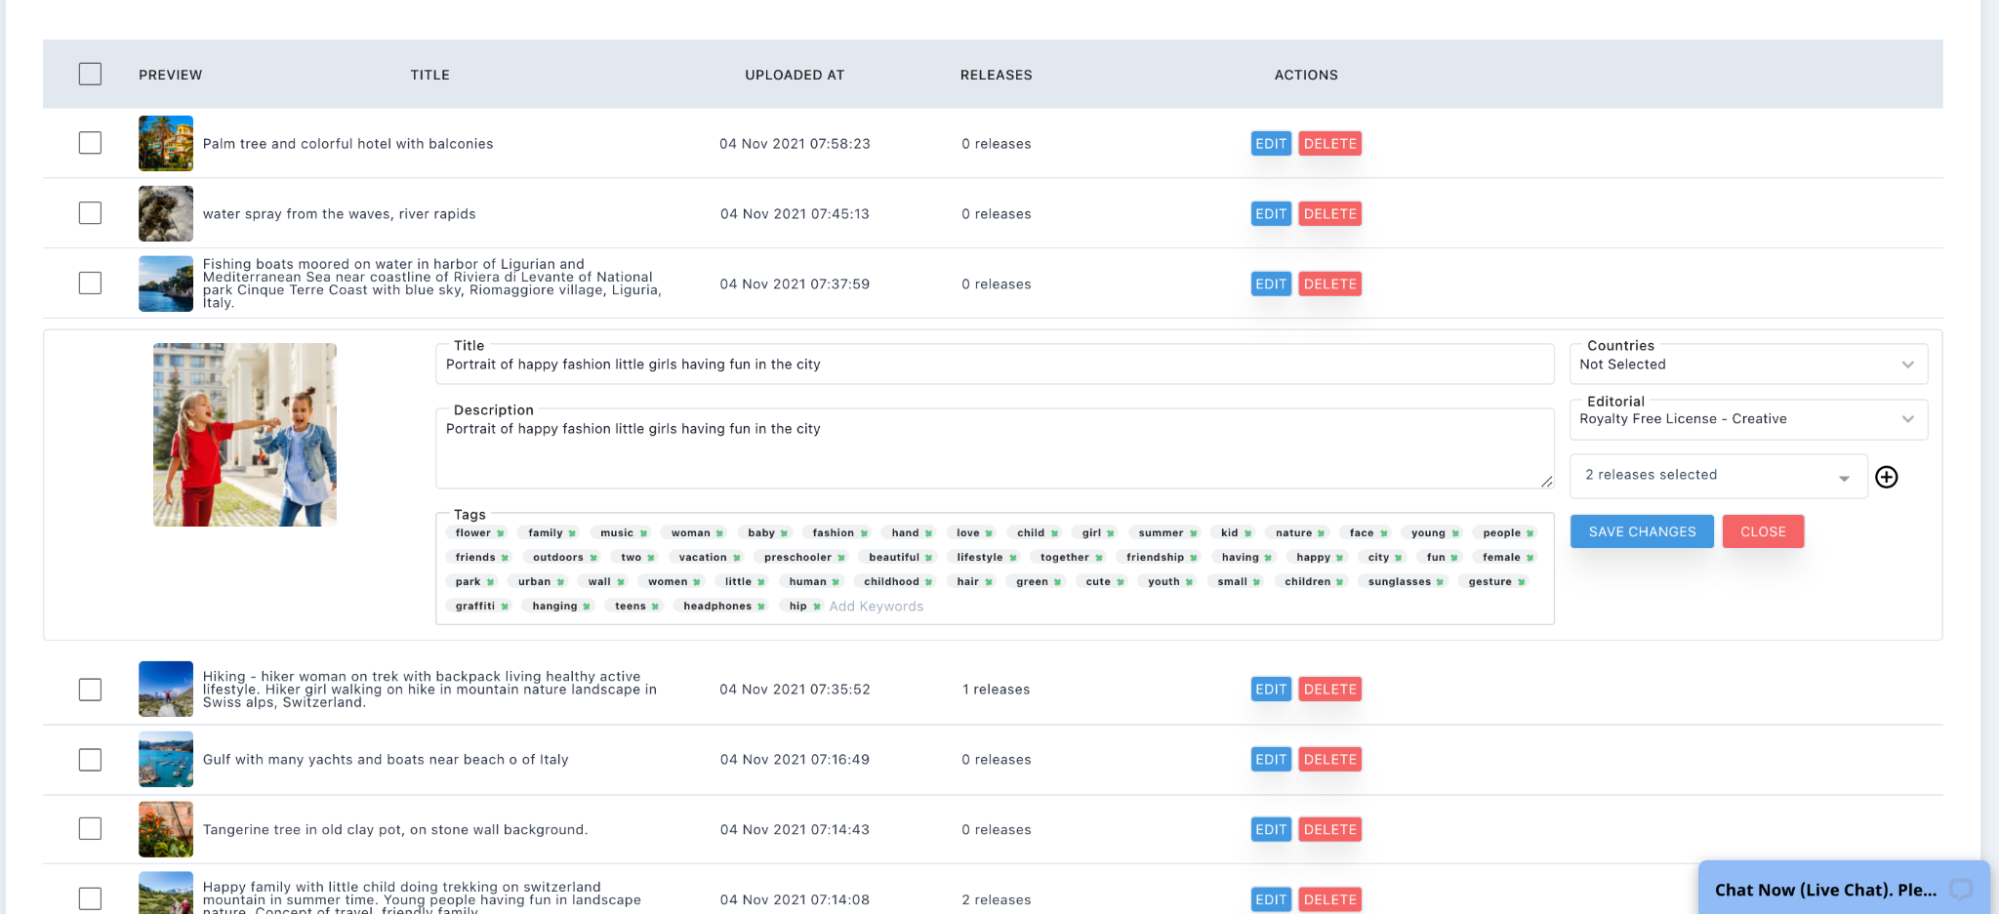 PREVIEW TITLE UPLOADED AT RELEASES ACTIONS
Palm tree and colorful hotel with balconies 04 Nov 2021 07:58:23 0 releases EDIT DELETE
water spray from the waves, river rapids 04 Nov 2021 07:45:13 0 releases EDIT DELETE
Fishing boats moored on water in harbor of Ligurian and
Mediterranean Sea near coastline of Riviera di Levante of National
park Cinque Terre Coast with blue sky, Riomaggiore village, Liguria,
Italy.
04 Nov 2021 07:37:59 0 releases EDIT DELETE
Title
Portrait of happy fashion little girls having fun in the city
Description
Portrait of happy fashion little girls having fun in the city
Tags
flower family music woman baby fashion hand love child girl summer kid nature face young people
friends outdoors two vacation preschooler beautiful lifestyle together friendship having happy city fun female
park urban wall women little human childhood hair green cute youth small children sunglasses gesture
graffiti hanging teens headphones hip Add Keywords
Countries
Not Selected
Editorial
Royalty Free License - Creative
2 releases selected
SAVE CHANGES CLOSE
Hiking - hiker woman on trek with backpack living healthy active
lifestyle. Hiker girl walking on hike in mountain nature landscape in
Swiss alps, Switzerland.
04 Nov 2021 07:35:52 1 releases EDIT DELETE
Gulf with many yachts and boats near beach o of Italy 04 Nov 2021 07:16:49 0 releases EDIT DELETE
Tangerine tree in old clay pot, on stone wall background. 04 Nov 2021 07:14:43 0 releases EDIT DELETE
Happy family with little child doing trekking on switzerland
mountain in summer time. Young people having fun in landscape
nature. Concept of travel, friendly family
04 Nov 2021 07:14:08 2 releases EDIT DELETE
Chat Now (Live Chat). Ple...